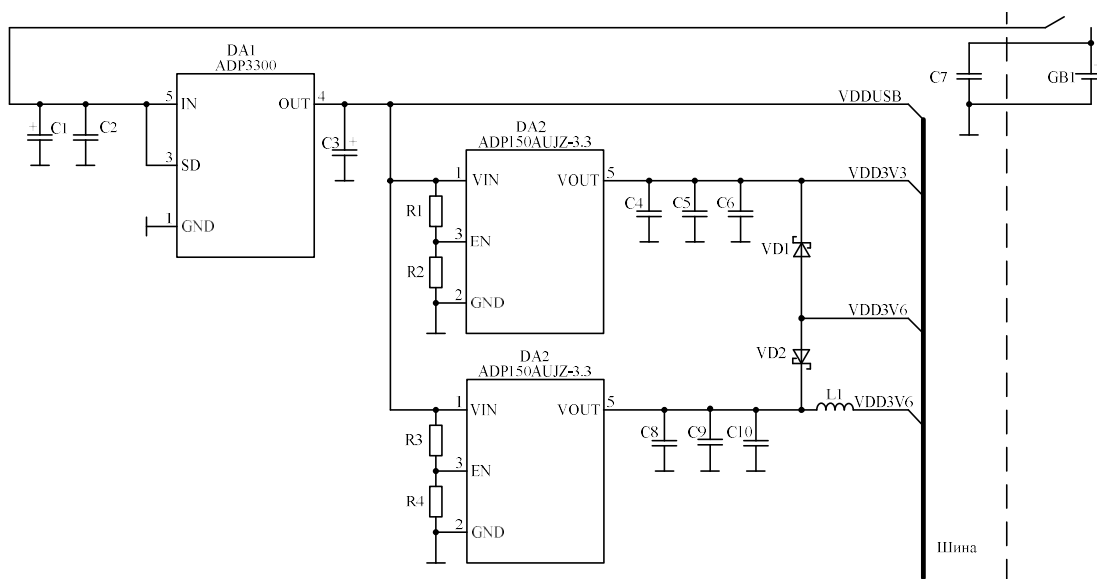 DA1
ADP3300
5 IN
OUT 4
3 SD
1 GND
+ C1
C2
C3 +
DA2
ADP150AUJZ-3.3
1 VIN
VOUT 5
3 EN
2 GND
R1
R2
C4
C5
C6
DA2
ADP150AUJZ-3.3
1 VIN
VOUT 5
3 EN
2 GND
R3
R4
C8
C9
C10
VD1
VD2
L1
VDDUSB
VDD3V3
VDD3V6
VDD3V6
C7
GB1 +
Шина